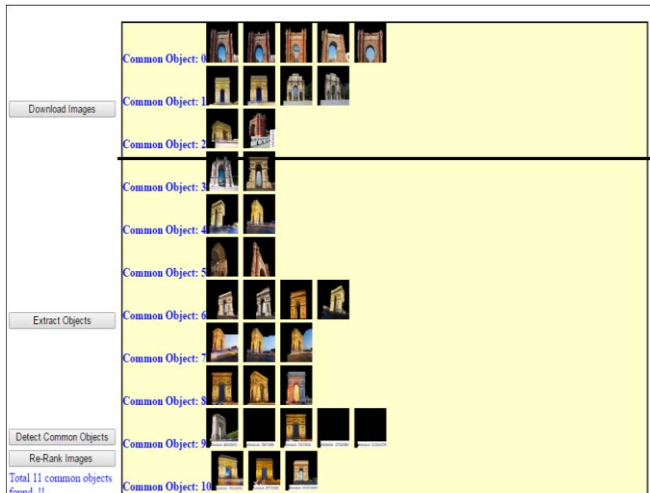 Common Object: 0
Common Object: 1
Download Images
Common Object: 2
Common Object: 3
Common Object: 4
Common Object: 5
Common Object: 6
Extract Objects
Common Object: 7
Common Object: 8
Detect Common Objects
Common Object: 9
Re-Rank Images
Total 11 common objects
found. !!
Common Object: 10